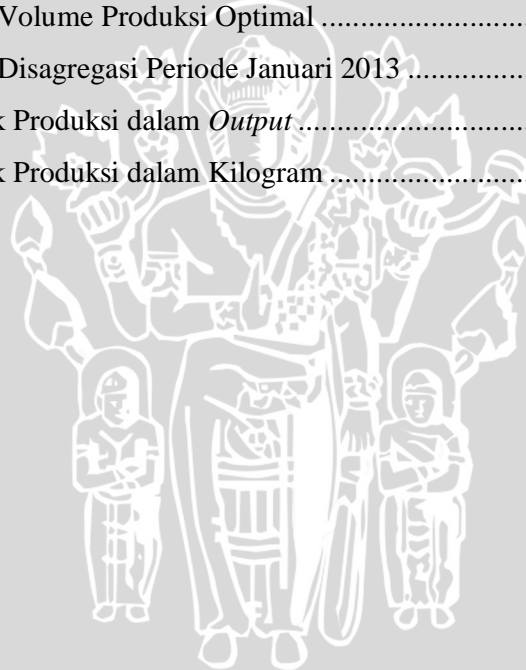 Volume Produksi Optimal ........................
Disagregasi Periode Januari 2013 ..............
Produksi dalam Output ...........................
Produksi dalam Kilogram ........................